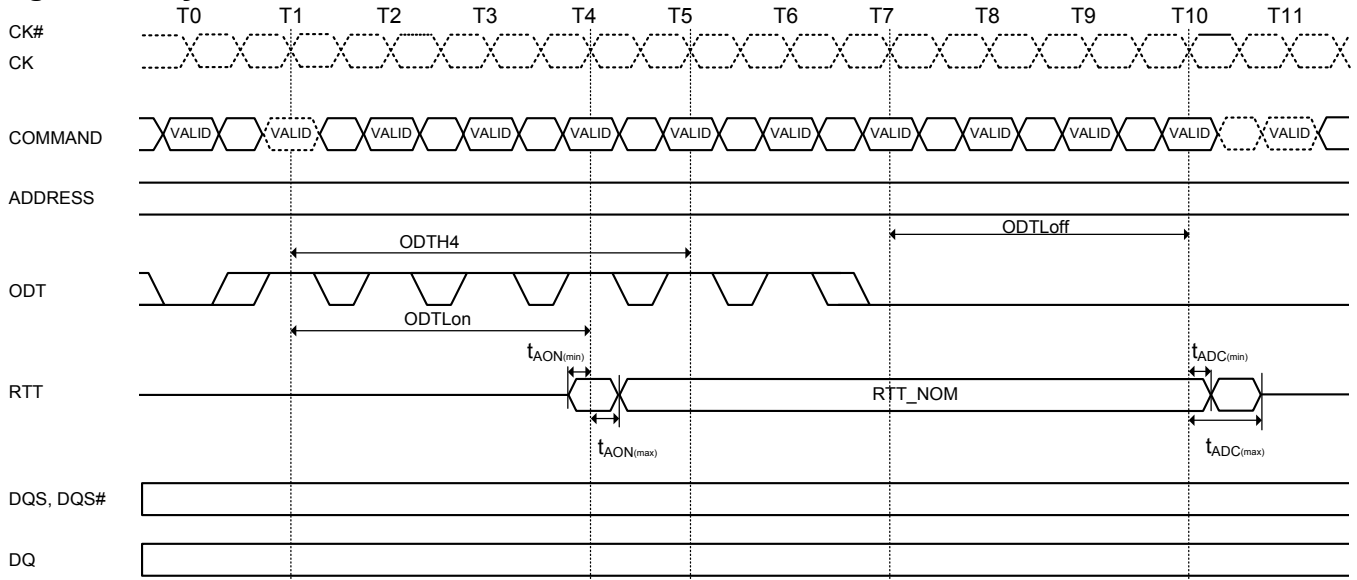 T0 T1 T2 T3 T4 T5 T6 T7 T8 T9 T10 T11
CK#
CK
COMMAND VALID VALID VALID VALID VALID VALID VALID VALID VALID VALID VALID VALID
ADDRESS
ODTLoff
ODTH4
ODT
ODTLon
tAON(min) tADC(min)
RTT RTT_NOM
tAON(max) tADC(max)
DQS, DQS#
DQ